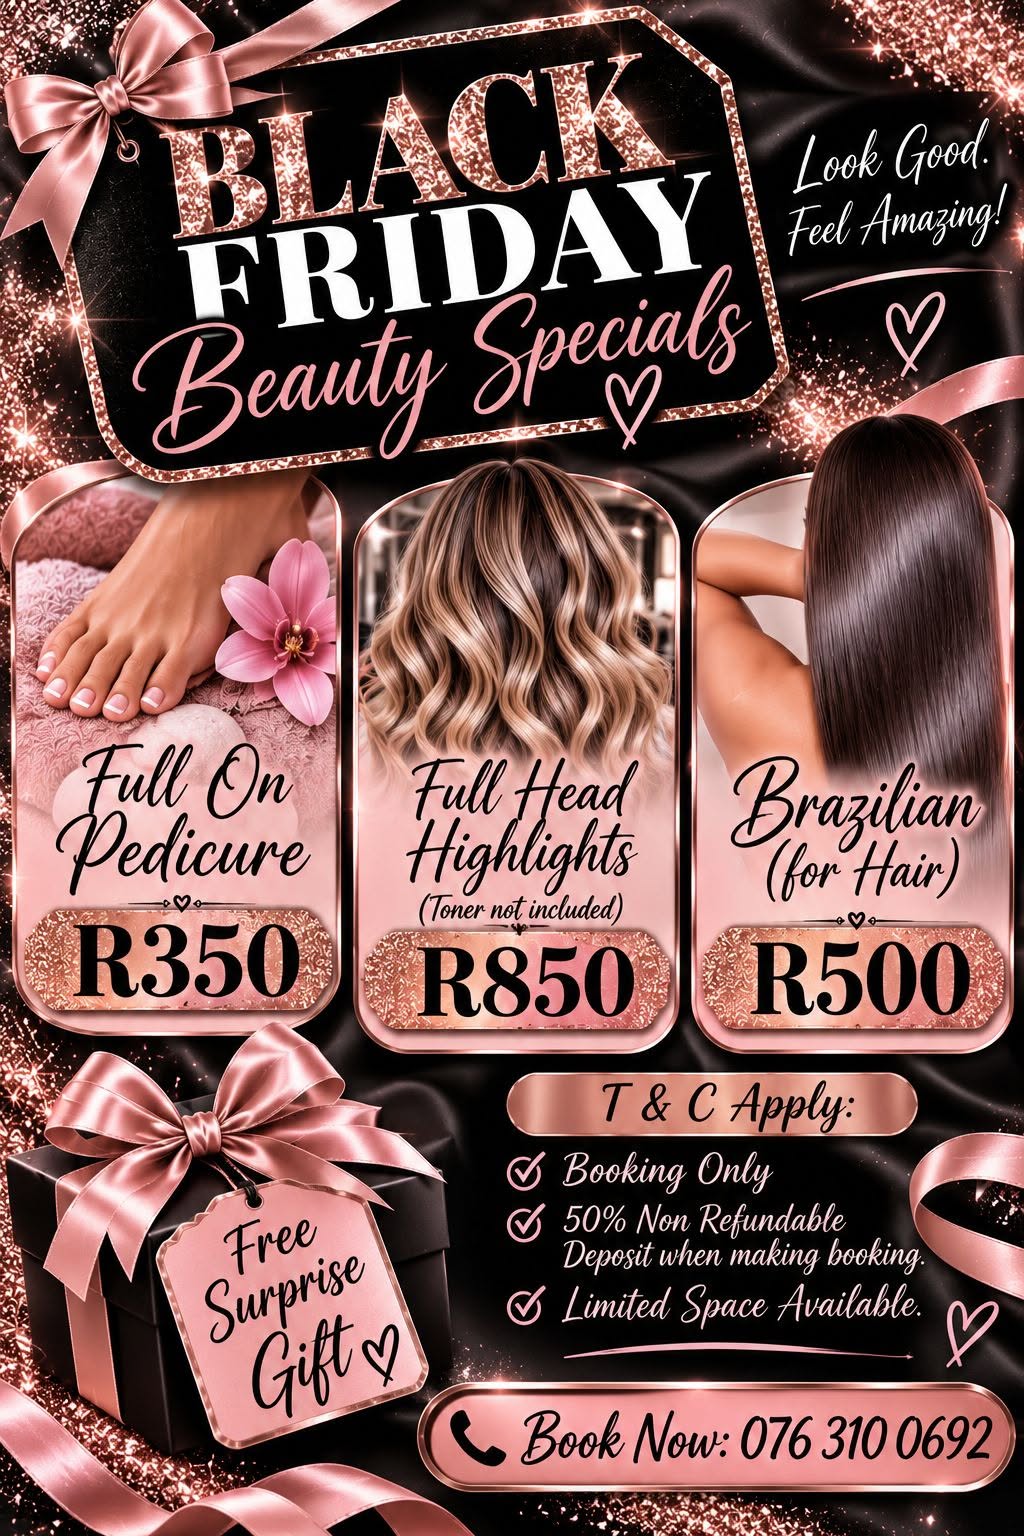 BLACK
FRIDAY
Beauty Specials
Look Good.
Feel Amazing!
Full On
Pedicure
R350
Full Head
Highlights
(Toner not included)
R850
Brazilian
(for Hair)
R500
Free
Surprise
Gift
T & C Apply:
Booking Only
50% Non Refundable
Deposit when making booking.
Limited Space Available.
Book Now: 076 310 0692